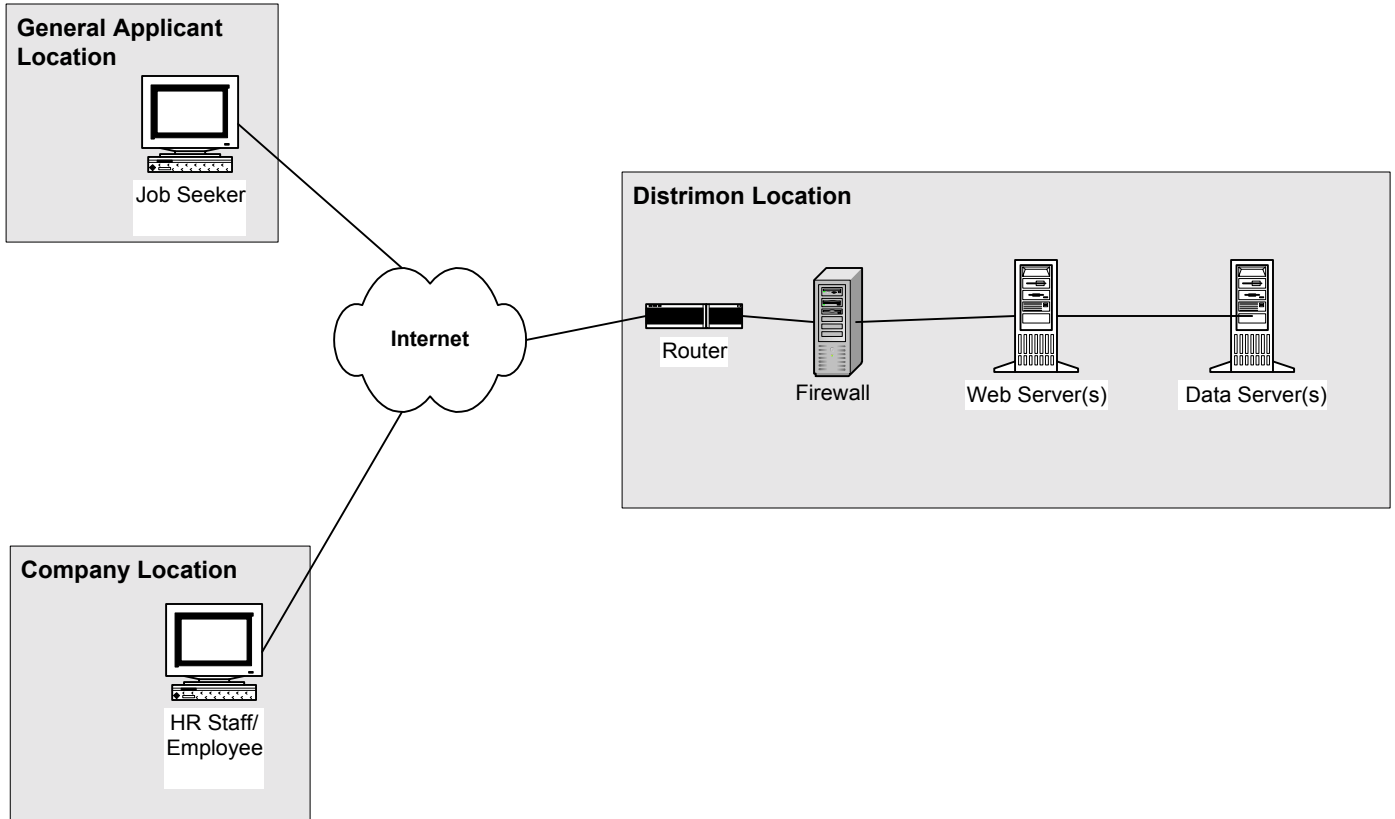 General Applicant
Location
Job Seeker
Distrimon Location
Internet
Router
Firewall
Web Server(s)
Data Server(s)
Company Location
HR Staff/
Employee